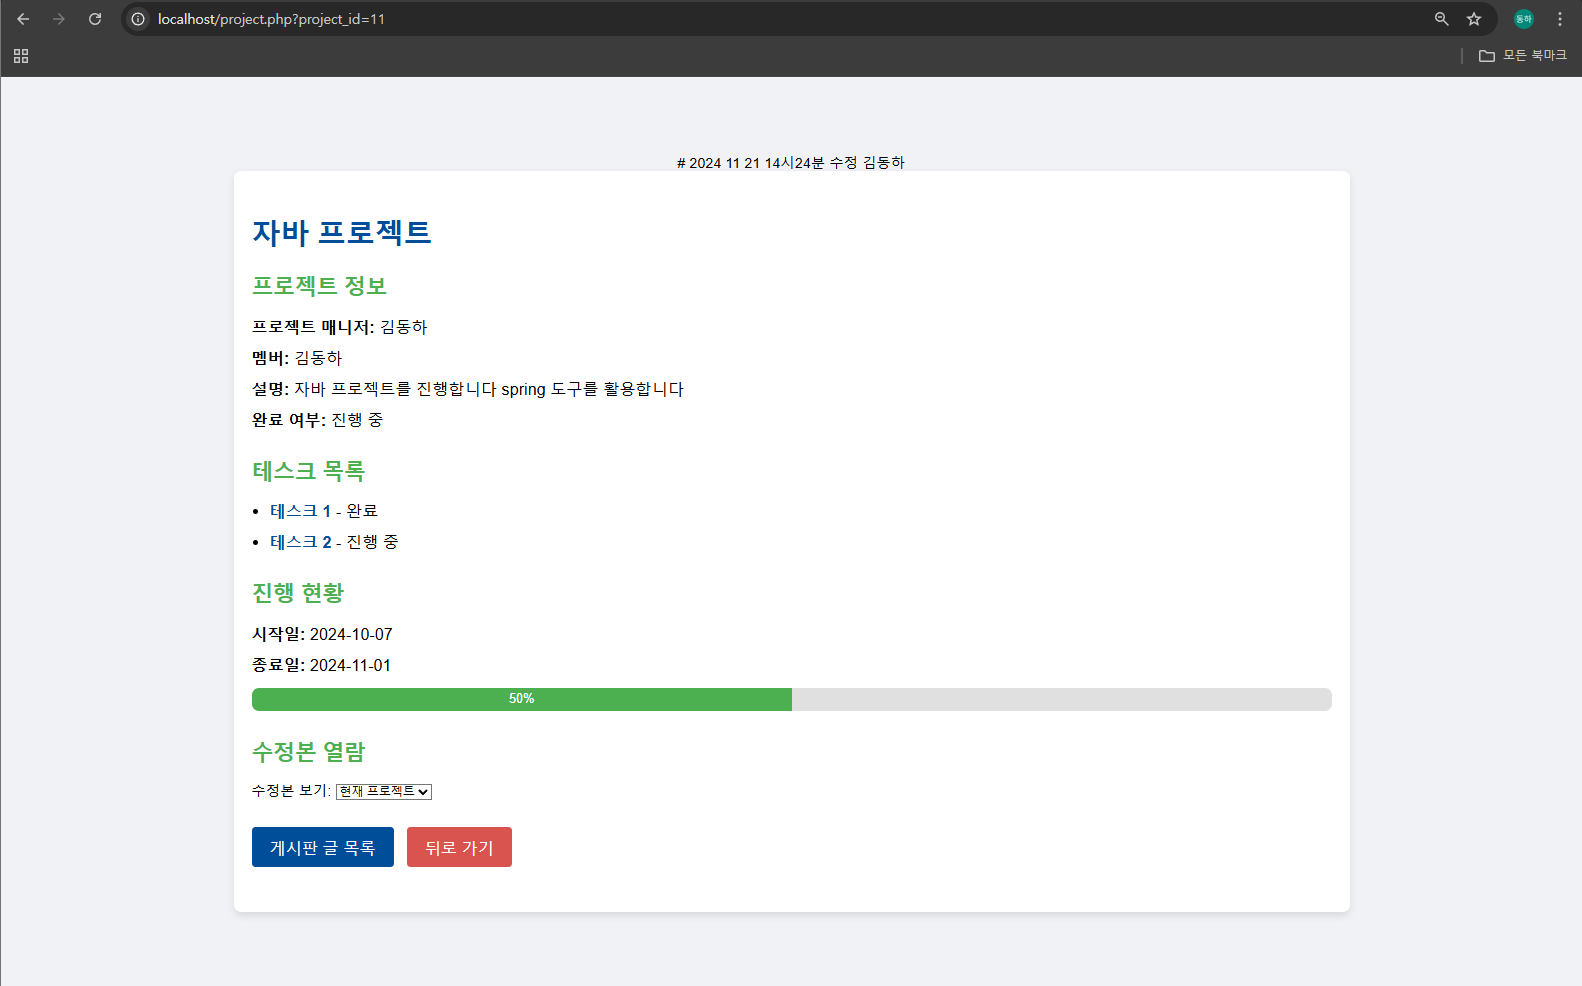 localhost/project.php?project_id=11
동하
모든 북마크
# 2024 11 21 14시24분 수정 김동하
자바 프로젝트
프로젝트 정보
프로젝트 매니저: 김동하
멤버: 김동하
설명: 자바 프로젝트를 진행합니다 spring 도구를 활용합니다
완료 여부: 진행 중
테스크 목록
• 테스크 1 - 완료
• 테스크 2 - 진행 중
진행 현황
시작일: 2024-10-07
종료일: 2024-11-01
50%
수정본 열람
수정본 보기: 현재 프로젝트
게시판 글 목록 뒤로 가기